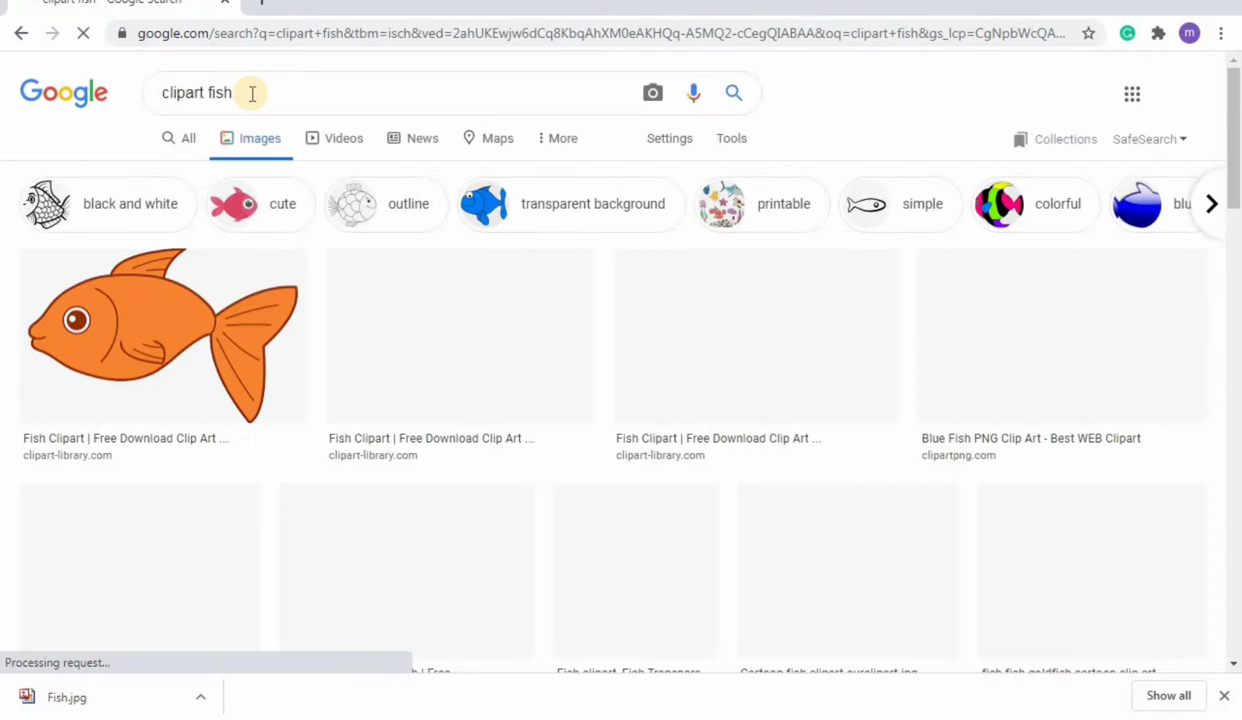 clipart fish - Google Search
google.com/search?q=clipart+fish&tbm=isch&ved=2ahUKEwjw6dCq8KbqAhXM0eAKHQq-A5MQ2-cCegQIABAA&oq=clipart+fish&gs_lcp=CgNpbWcQA...
m
Google
clipart fish
All Images Videos News Maps More Settings Tools Collections SafeSearch
black and white cute outline transparent background printable simple colorful blu
Fish Clipart | Free Download Clip Art ... Fish Clipart | Free Download Clip Art ... Fish Clipart | Free Download Clip Art ... Blue Fish PNG Clip Art - Best WEB Clipart
clipart-library.com clipart-library.com clipart-library.com clipartpng.com
Processing request...
Fish.jpg Show all